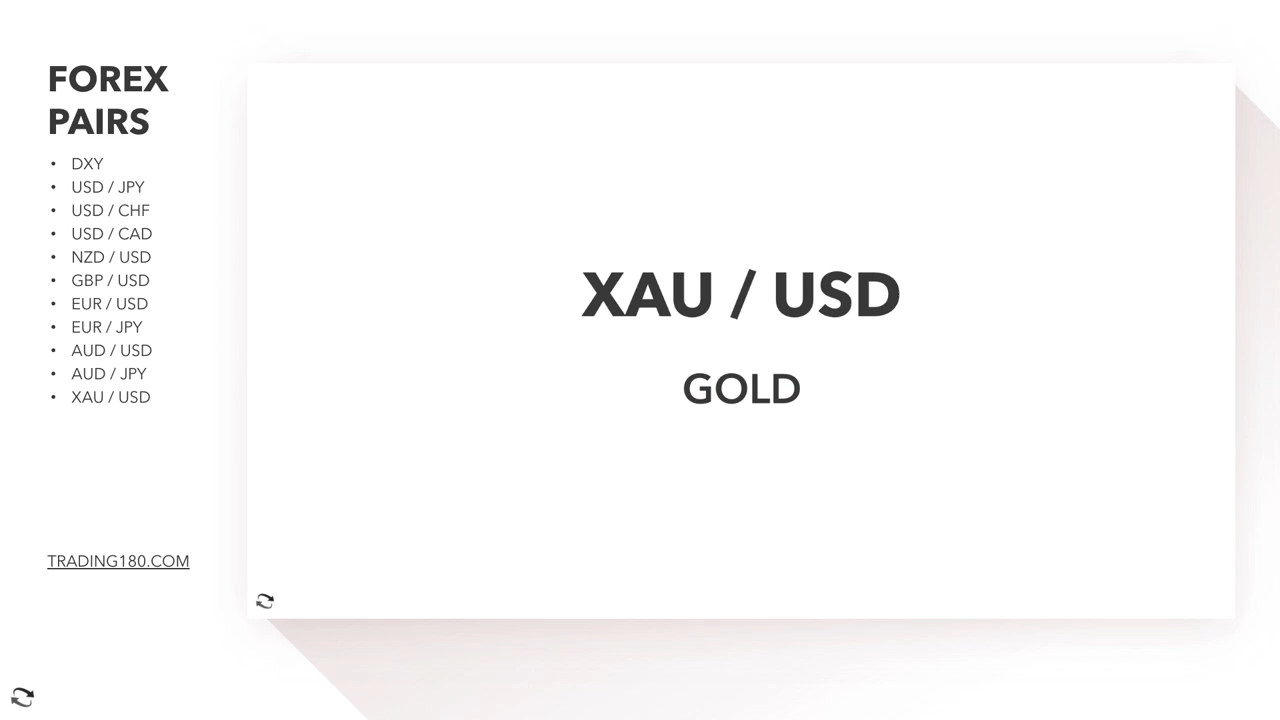 FOREX
PAIRS
• DXY
• USD / JPY
• USD / CHF
• USD / CAD
• NZD / USD
• GBP / USD
• EUR / USD
• EUR / JPY
• AUD / USD
• AUD / JPY
• XAU / USD
TRADING180.COM
XAU / USD
GOLD